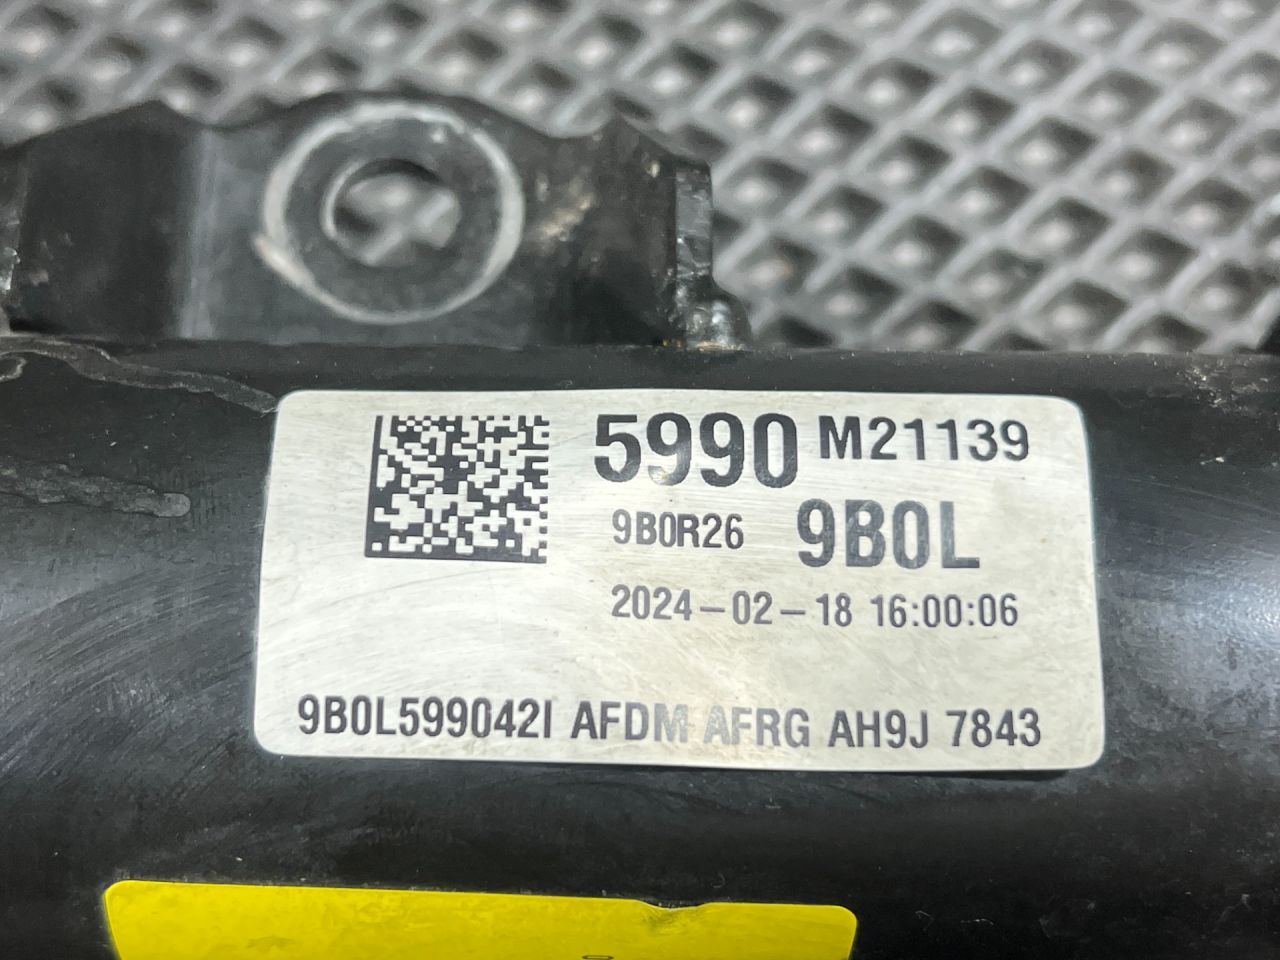 5990 M21139
9B0R26 9B0L
2024-02-18 16:00:06
9B0L599042I AFDM AFRG AH9J 7843